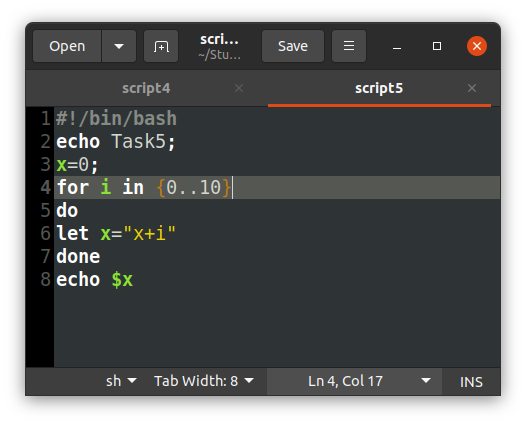 Open scri... Save
~/Stu...
script4 script5
1 #!/bin/bash
2 echo Task5;
3 x=0;
4 for i in {0..10}
5 do
6 let x="x+i"
7 done
8 echo $x
sh Tab Width: 8 Ln 4, Col 17 INS